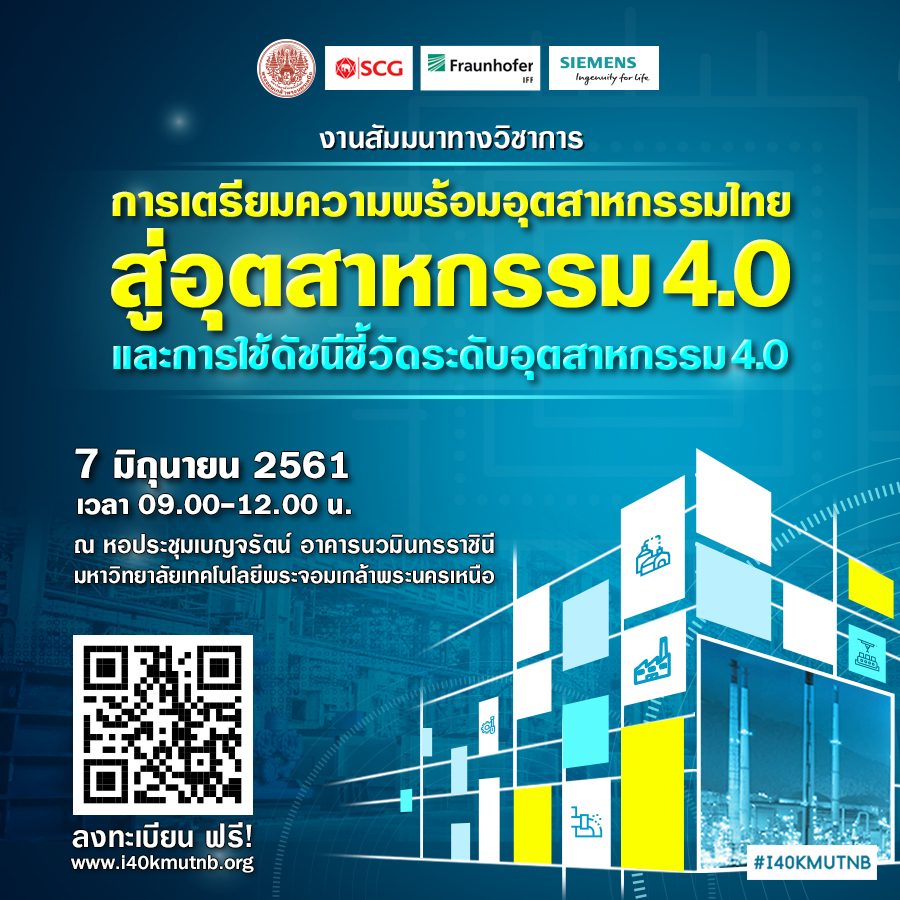 SCG
Fraunhofer
IFF
SIEMENS
Ingenuity for life
งานสัมมนาทางวิชาการ
การเตรียมความพร้อมอุตสาหกรรมไทย
สู่อุตสาหกรรม 4.0
และการใช้ดัชนีชี้วัดระดับอุตสาหกรรม 4.0
7 มิถุนายน 2561
เวลา 09.00-12.00 น.
ณ หอประชุมเบญจรัตน์ อาคารนวมินทรราชินี
มหาวิทยาลัยเทคโนโลยีพระจอมเกล้าพระนครเหนือ
ลงทะเบียน ฟรี!
www.i40kmutnb.org
#I40KMUTNB